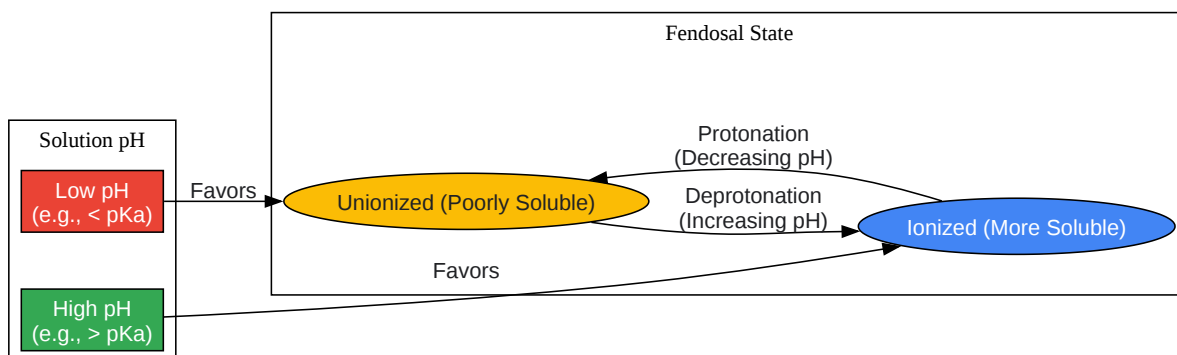 Fendosal State
Solution pH
Low pH
(e.g., < pKa)
Favors
Unionized (Poorly Soluble)
Protonation
(Decreasing pH)
Deprotonation
(Increasing pH)
Ionized (More Soluble)
Favors
High pH
(e.g., > pKa)